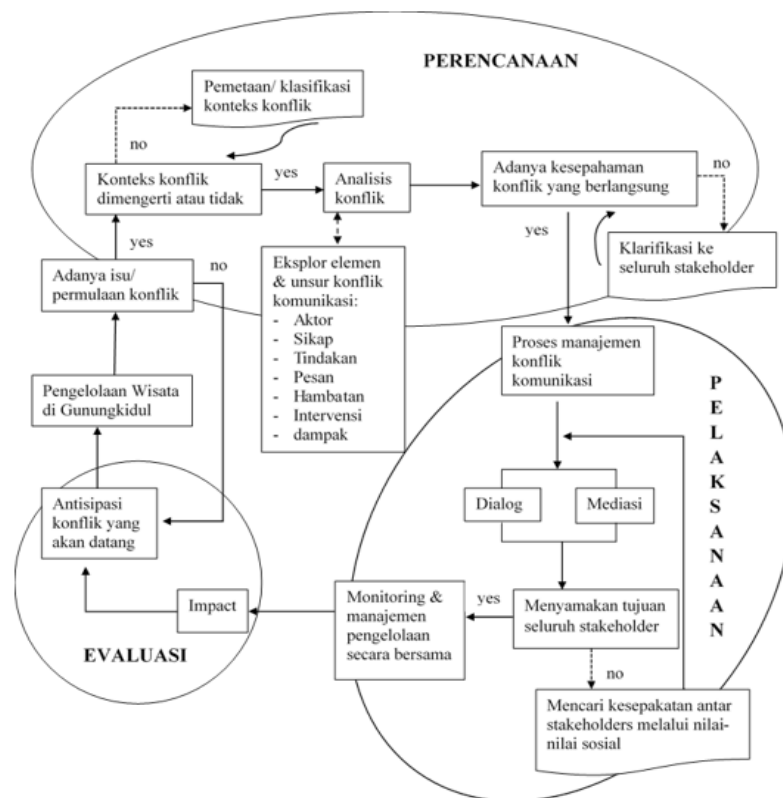 PERENCANAAN
Pemetaan/ klasifikasi
konteks konflik
no
Konteks konflik
dimengerti atau tidak
yes
Analisis
konflik
Adanya kesepahaman
konflik yang berlangsung
no
yes
Klarifikasi ke
seluruh stakeholder
yes
Adanya isu/
permulaan konflik
no
Eksplor elemen
& unsur konflik
komunikasi:
- Aktor
- Sikap
- Tindakan
- Pesan
- Hambatan
- Intervensi
- dampak
Pengelolaan Wisata
di Gunungkidul
Proses manajemen
konflik
komunikasi
PELAKSANAAN
Dialog
Mediasi
Antisipasi
konflik yang
akan datang
Impact
EVALUASI
Monitoring &
manajemen
pengelolaan
secara bersama
yes
Menyamakan tujuan
seluruh stakeholder
no
Mencari kesepakatan antar
stakeholders melalui nilai-
nilai sosial